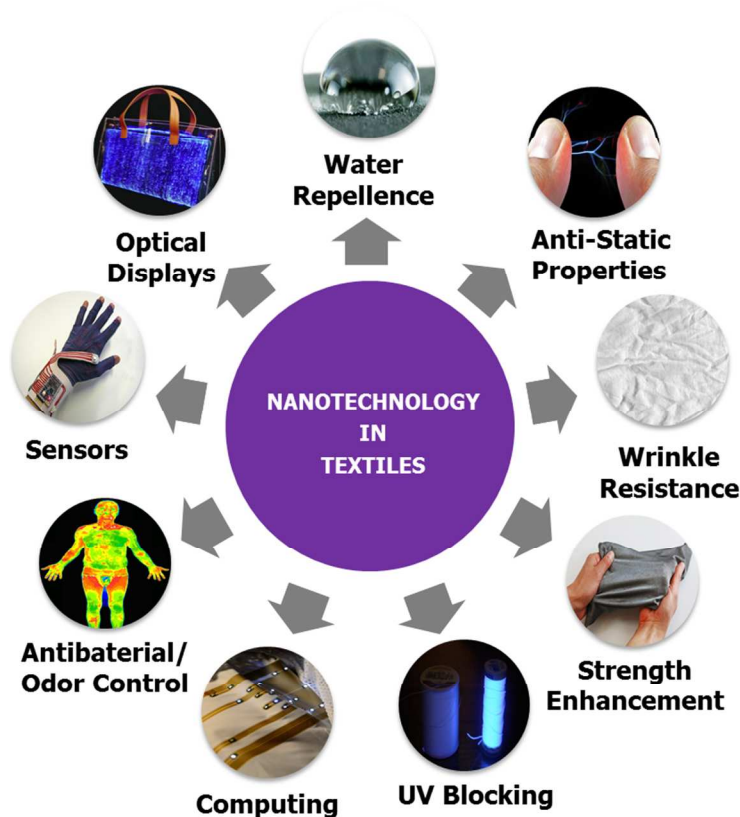 Water
Repellence
Optical
Displays
Anti-Static
Properties
Sensors
NANOTECHNOLOGY
IN
TEXTILES
Wrinkle
Resistance
Antibaterial/
Odor Control
Strength
Enhancement
Computing
UV Blocking